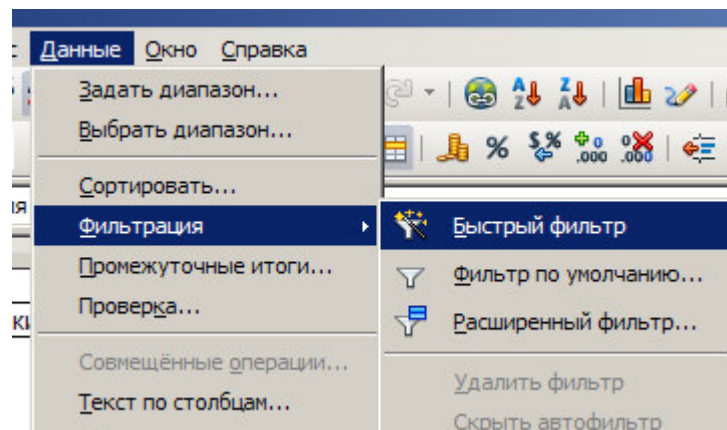 Данные Окно Справка
Задать диапазон...
Выбрать диапазон...
Сортировать...
Фильтрация
Быстрый фильтр
Промежуточные итоги...
Фильтр по умолчанию...
Проверка...
Расширенный фильтр...
Совмещённые операции...
Удалить фильтр
Текст по столбцам...
Скрыть автофильтр